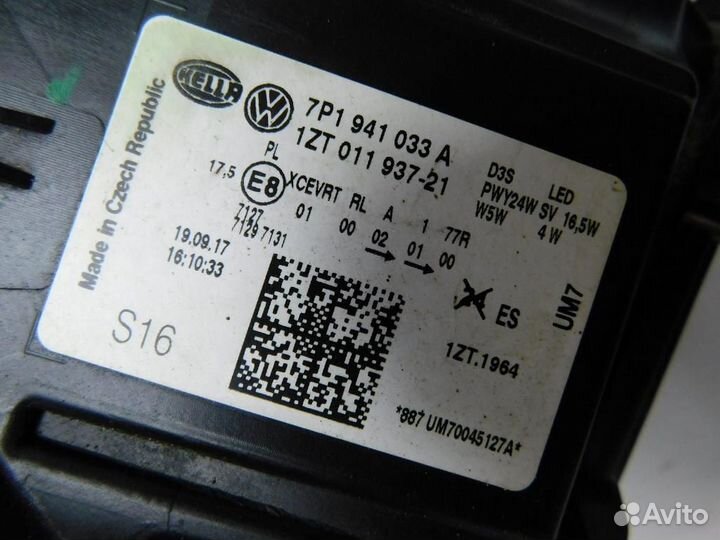 HELLA
7P1 941 033 A
1ZT 011 937-21
PL
17,5 E8 XCEVRT RL A 1 77R
7127 01 00 02 01 00
7129 7131
D3S LED
PWY24W SV 16,5W
W5W 4W
Made in Czech Republic
19.09.17
16:10:33
S16
ES
UM7
1ZT.1964
*887 UM70045127A*
Avito